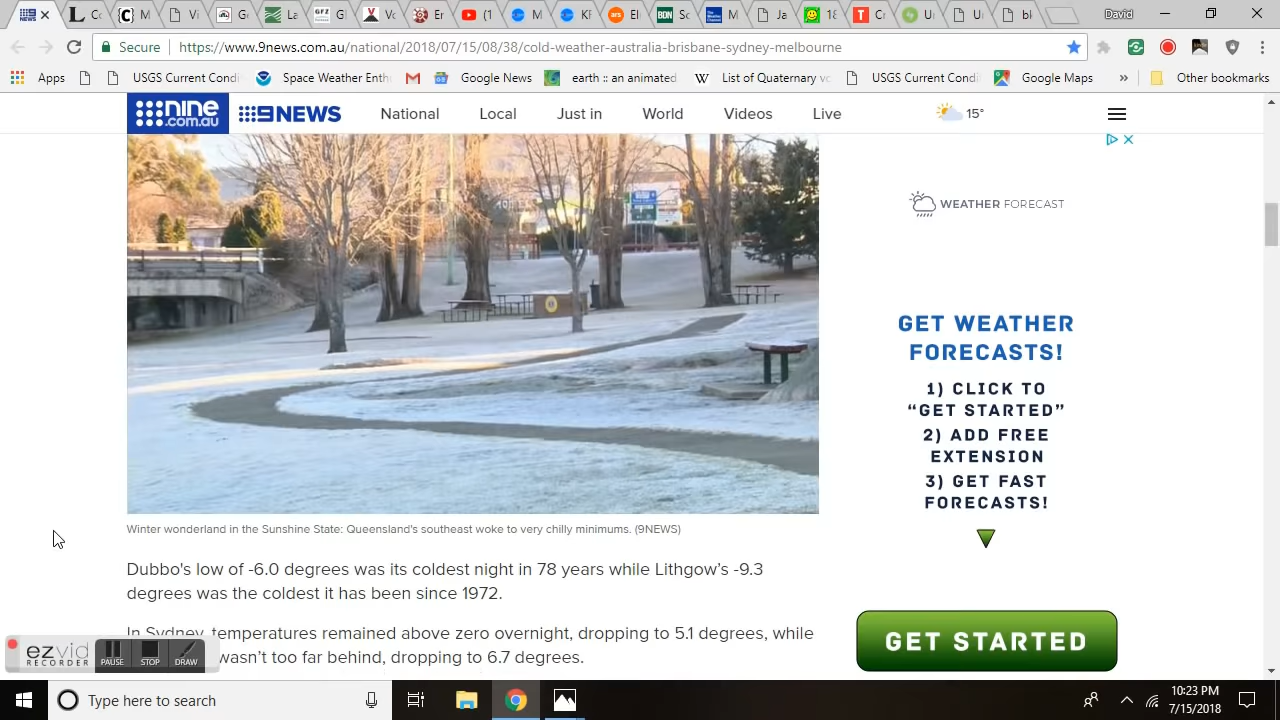 David
Secure
https://www.9news.com.au/national/2018/07/15/08/38/cold-weather-australia-brisbane-sydney-melbourne
Apps
USGS Current Condi
Space Weather Enth
Google News
earth :: an animated
List of Quaternary vo
USGS Current Condi
Google Maps
»
Other bookmarks
nine
.com.au
9NEWS
National
Local
Just in
World
Videos
Live
15°
WEATHER FORECAST
GET WEATHER
FORECASTS!
1) CLICK TO
“GET STARTED”
2) ADD FREE
EXTENSION
3) GET FAST
FORECASTS!
GET STARTED
Winter wonderland in the Sunshine State: Queensland's southeast woke to very chilly minimums. (9NEWS)
Dubbo's low of -6.0 degrees was its coldest night in 78 years while Lithgow’s -9.3
degrees was the coldest it has been since 1972.
In Sydney, temperatures remained above zero overnight, dropping to 5.1 degrees, while
wasn’t too far behind, dropping to 6.7 degrees.
ezvid
RECORDER
PAUSE
STOP
DRAW
Type here to search
10:23 PM
7/15/2018